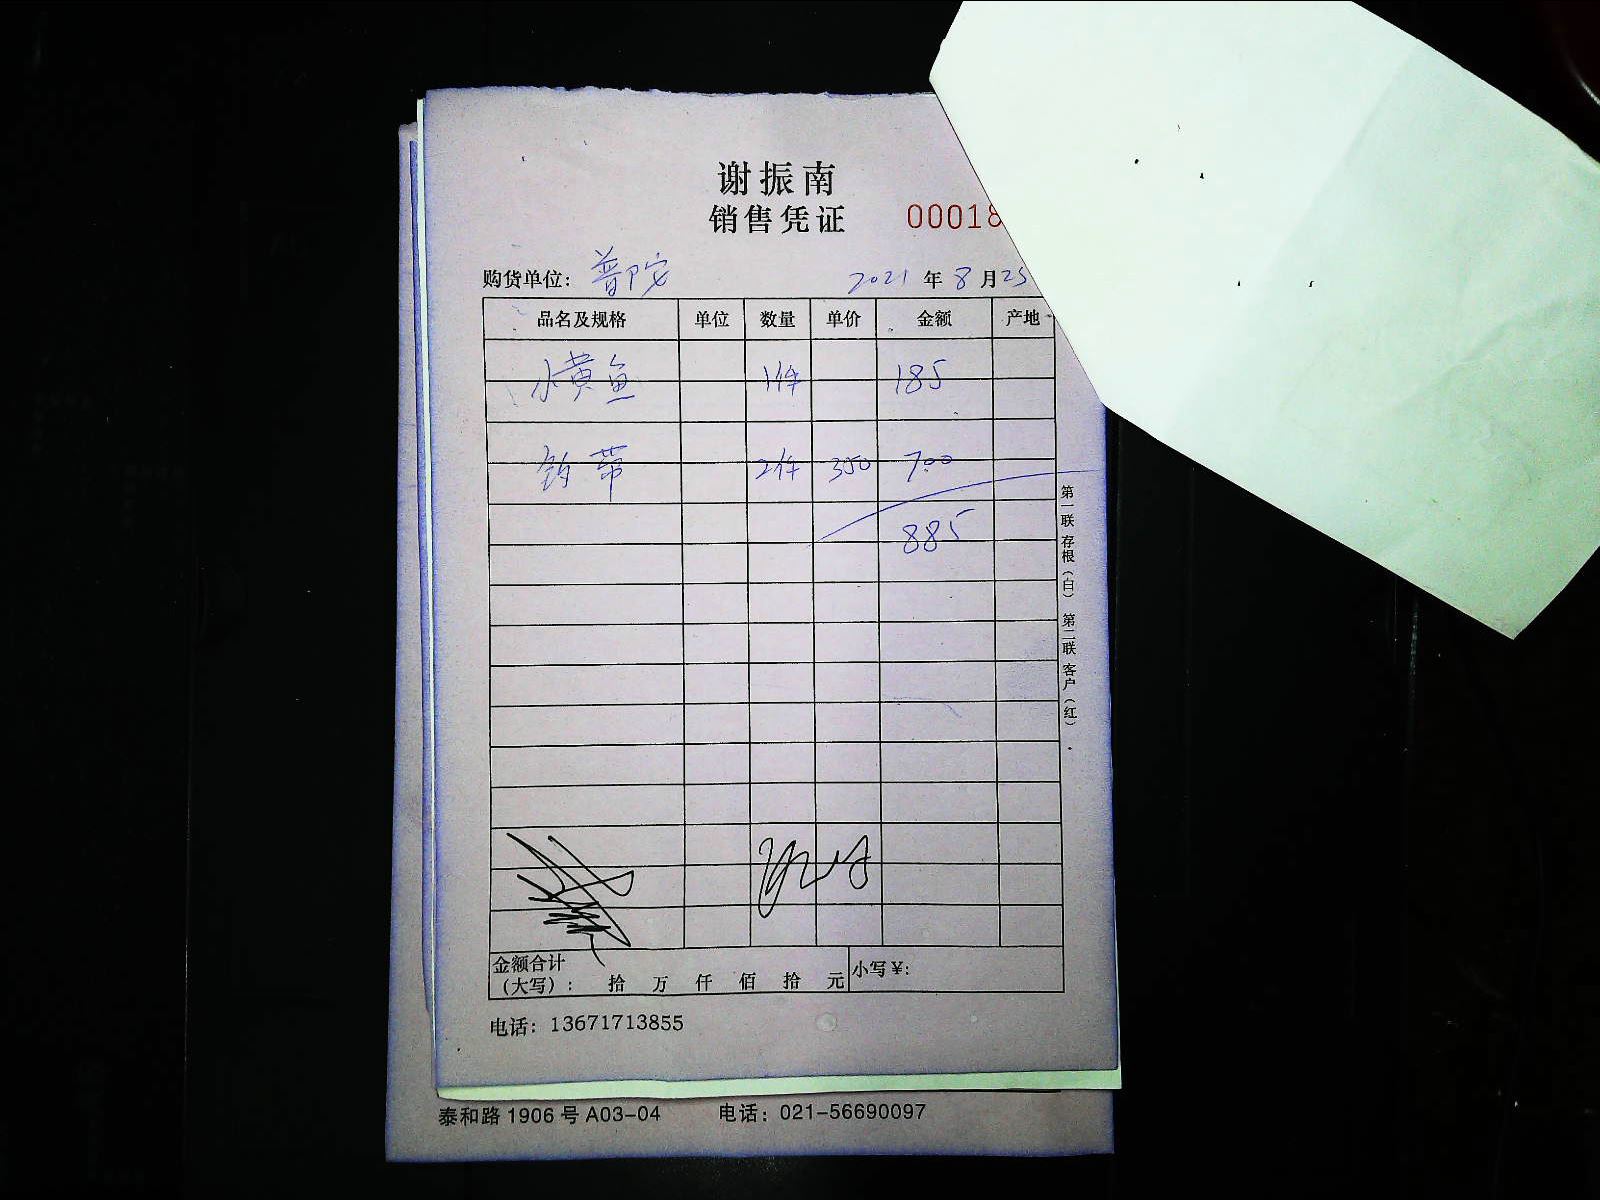 谢振南
销售凭证 00018
购货单位： 2021 年 8 月 25
品名及规格 单位 数量 单价 金额 产地
小黄鱼 1件 185
2件 350 700
885
第一联 存根（白） 第二联 客户（红）
金额合计
（大写）： 拾 万 仟 佰 拾 元 小写￥：
电话：13671713855
泰和路 1906 号 A03-04 电话：021-56690097